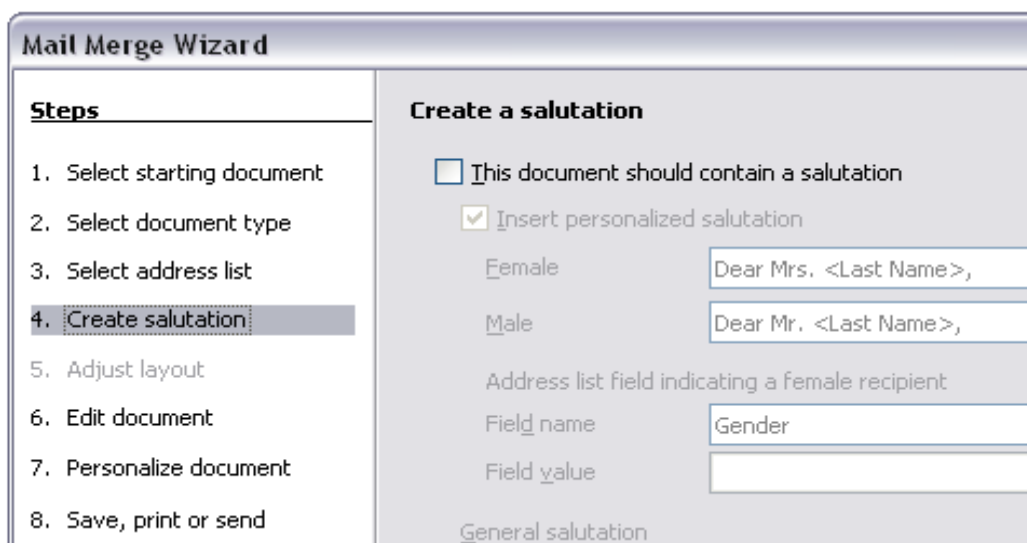 Mail Merge Wizard
Steps
1. Select starting document
2. Select document type
3. Select address list
4. Create salutation
5. Adjust layout
6. Edit document
7. Personalize document
8. Save, print or send
Create a salutation
This document should contain a salutation
Insert personalized salutation
Female Dear Mrs. <Last Name>,
Male Dear Mr. <Last Name>,
Address list field indicating a female recipient
Field name Gender
Field value
General salutation